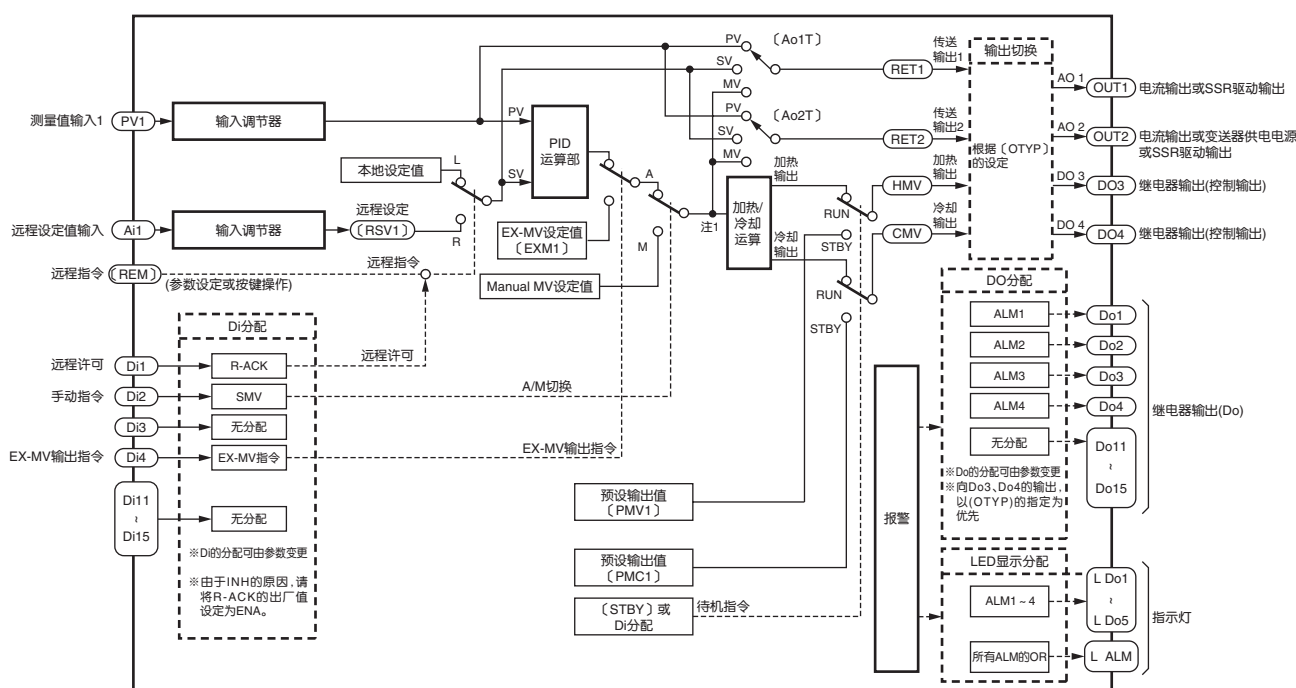 PV
〔Ao1T〕
传送
输出1
输出切换
SV
RET1
AO 1
OUT1
电流输出或SSR驱动输出
MV
测量值输入1
PV1
输入调节器
PV
PID
运算部
PV
〔Ao2T〕
传送
输出2
SV
RET2
AO 2
OUT2
电流输出或变送器供电电源
或SSR驱动输出
MV
根据〔OTYP〕
的设定
本地设定值
L
SV
A
加热
输出
加热
输出
HMV
DO 3
DO3
继电器输出(控制输出)
远程设定值输入
Ai1
输入调节器
远程设定
〔RSV1〕
R
EX-MV设定值
〔EXM1〕
M
注1
加热/
冷却
运算
RUN
冷却
输出
STBY
冷却
输出
CMV
DO 4
DO4
继电器输出(控制输出)
远程指令
〔REM〕
(参数设定或按键操作)
远程指令
Manual MV设定值
RUN
STBY
Di分配
远程许可
Di1
R-ACK
远程许可
手动指令
Di2
SMV
A/M切换
Di3
无分配
EX-MV输出指令
Di4
EX-MV指令
EX-MV输出指令
Di11
~
Di15
无分配
※Di的分配可由参数变更
※由于INH的原因,请
将R-ACK的出厂值
设定为ENA。
预设输出值
〔PMV1〕
预设输出值
〔PMC1〕
〔STBY〕或
Di分配
待机指令
报警
DO分配
ALM1
Do1
ALM2
Do2
ALM3
Do3
ALM4
Do4
无分配
Do11
~
Do15
继电器输出(Do)
※Do的分配可由参数变更
※向Do3、Do4的输出,
以(OTYP)的指定为
优先
LED显示分配
ALM1～4
L Do1
~
L Do5
指示灯
所有ALM的OR
L ALM